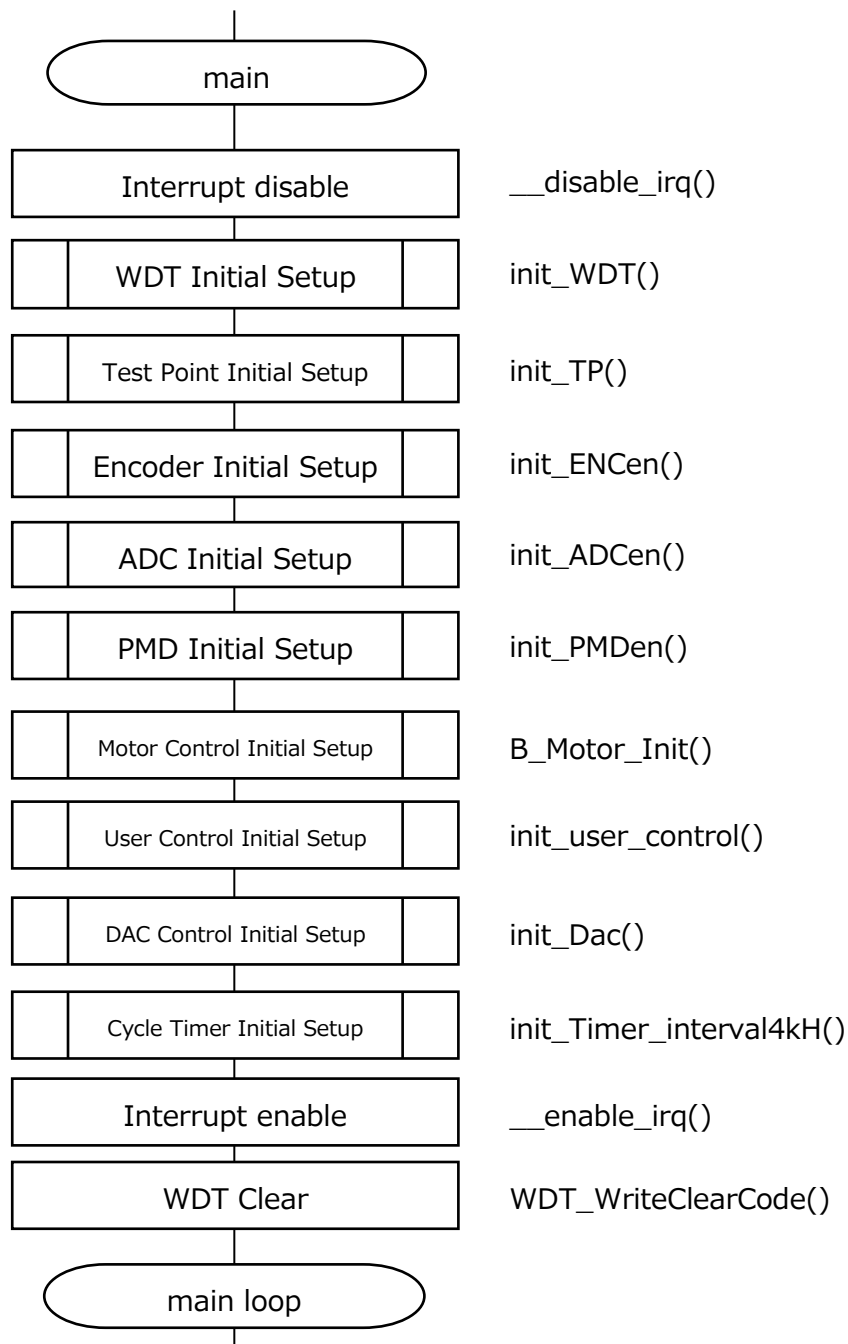 main
Interrupt disable __disable_irq()
WDT Initial Setup init_WDT()
Test Point Initial Setup init_TP()
Encoder Initial Setup init_ENCen()
ADC Initial Setup init_ADCen()
PMD Initial Setup init_PMDen()
Motor Control Initial Setup B_Motor_Init()
User Control Initial Setup init_user_control()
DAC Control Initial Setup init_Dac()
Cycle Timer Initial Setup init_Timer_interval4kH()
Interrupt enable __enable_irq()
WDT Clear WDT_WriteClearCode()
main loop